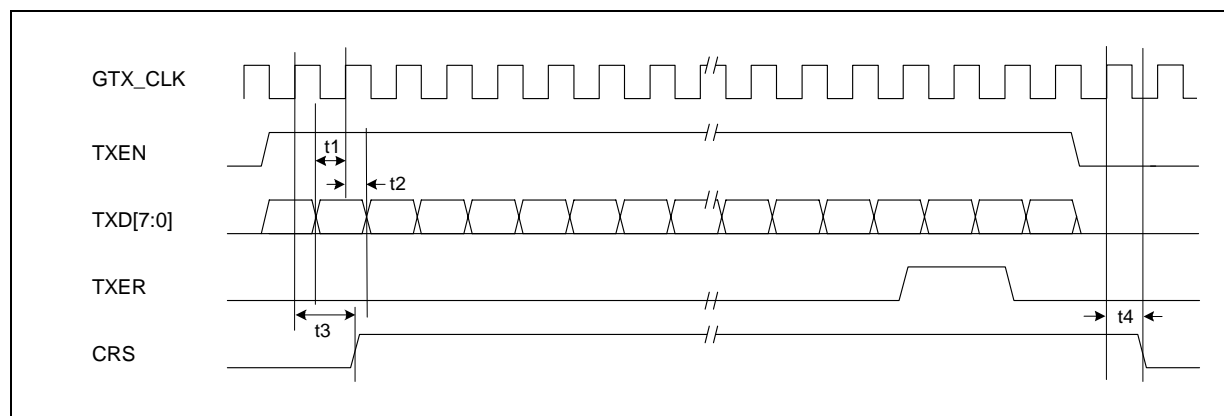 GTX_CLK
TXEN
t1
t2
TXD[7:0]
TXER
t3
t4
CRS